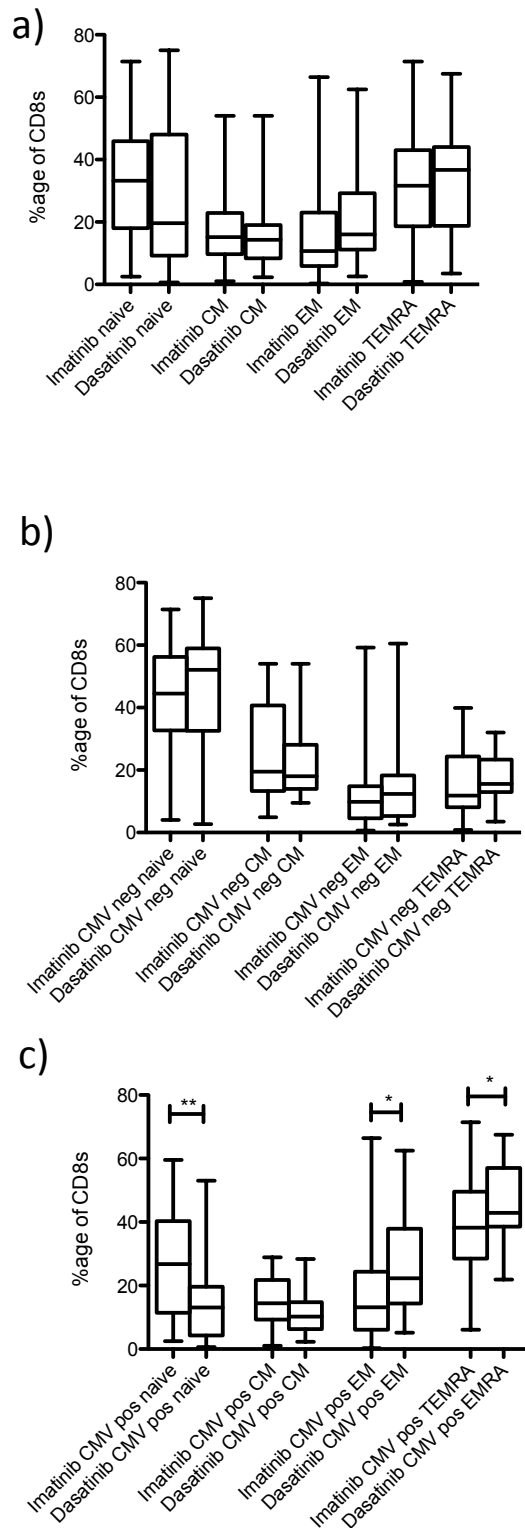 a)
80
60
40
20
0
%age of CD8s
Imatinib naive
Dasatinib naive
Imatinib CM
Dasatinib CM
Imatinib EM
Dasatinib EM
Imatinib TEMRA
Dasatinib TEMRA
b)
80
60
40
20
0
%age of CD8s
Imatinib CMV neg naive
Dasatinib CMV neg naive
Imatinib CMV neg CM
Dasatinib CMV neg CM
Imatinib CMV neg EM
Dasatinib CMV neg EM
Imatinib CMV neg TEMRA
Dasatinib CMV neg TEMRA
c)
80
60
40
20
0
%age of CD8s
**
*
*
Imatinib CMV pos naive
Dasatinib CMV pos naive
Imatinib CMV pos CM
Dasatinib CMV pos CM
Imatinib CMV pos EM
Dasatinib CMV pos EM
Imatinib CMV pos TEMRA
Dasatinib CMV pos EMRA